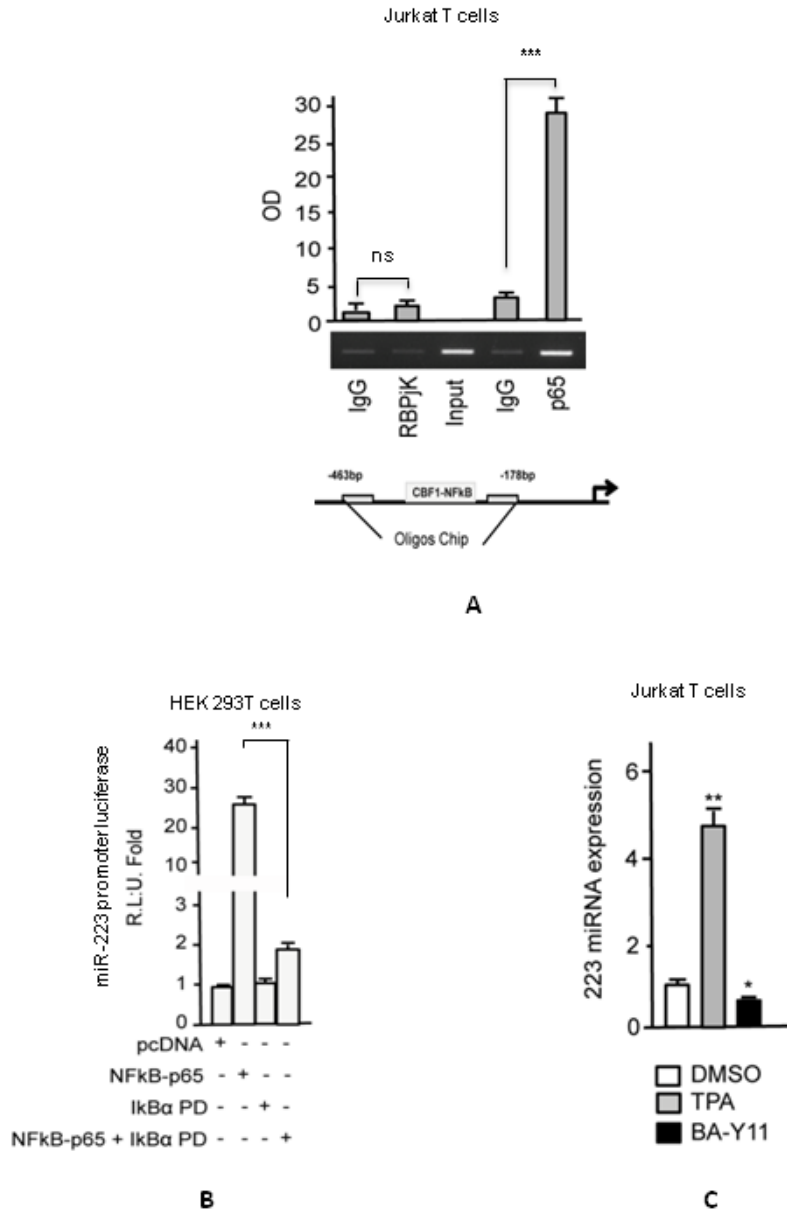 Jurkat T cells
***
30
25
20
15
10
5
0
OD
ns
IgG
RBPjK
Input
IgG
p65
-463bp
CBF1-NFkB
-178bp
Oligos Chip
A
HEK 293T cells
***
miR-223 promoter luciferase
R.L:U. Fold
40
30
20
10
3
2
1
0
pcDNA + - - -
NFkB-p65 - + - -
IkBα PD - - + -
NFkB-p65 + IkBα PD - - - +
B
Jurkat T cells
223 miRNA expression
6
4
2
0
**
*
DMSO
TPA
BA-Y11
C